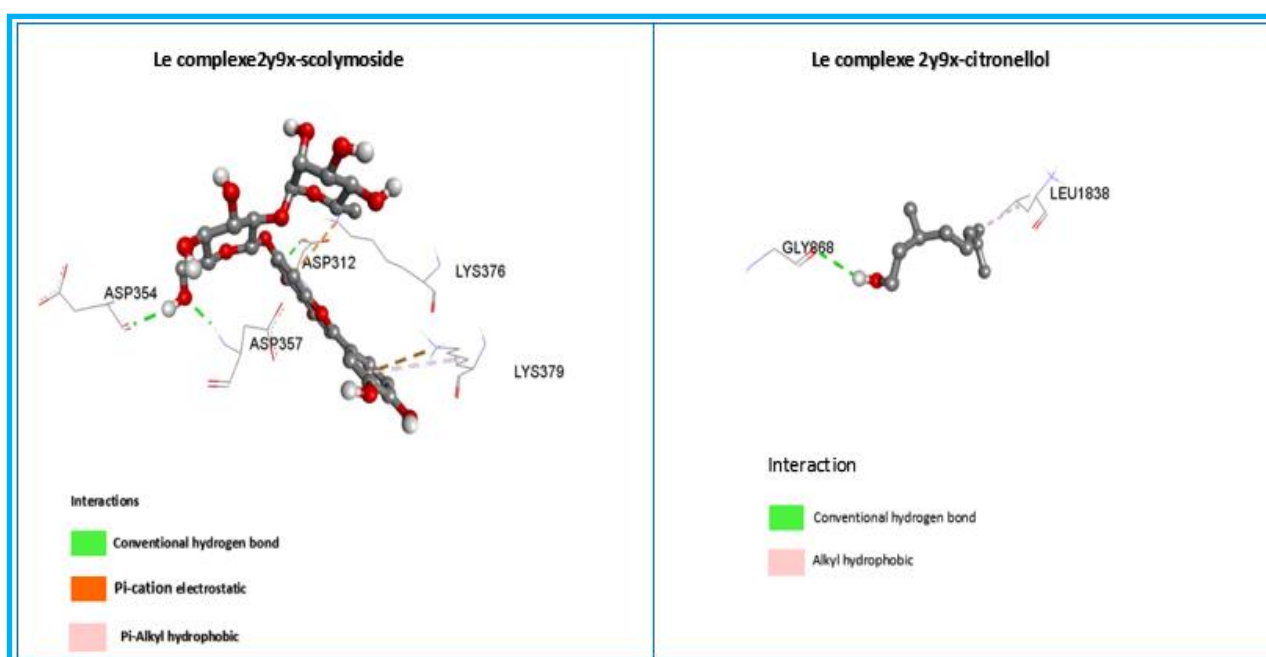 Le complexe2y9x-scolymoside
ASP312
LYS376
ASP354
ASP357
LYS379
Interactions
Conventional hydrogen bond
Pi-cation electrostatic
Pi-Alkyl hydrophobic
Le complexe 2y9x-citronellol
LEU1838
GLY868
Interaction
Conventional hydrogen bond
Alkyl hydrophobic